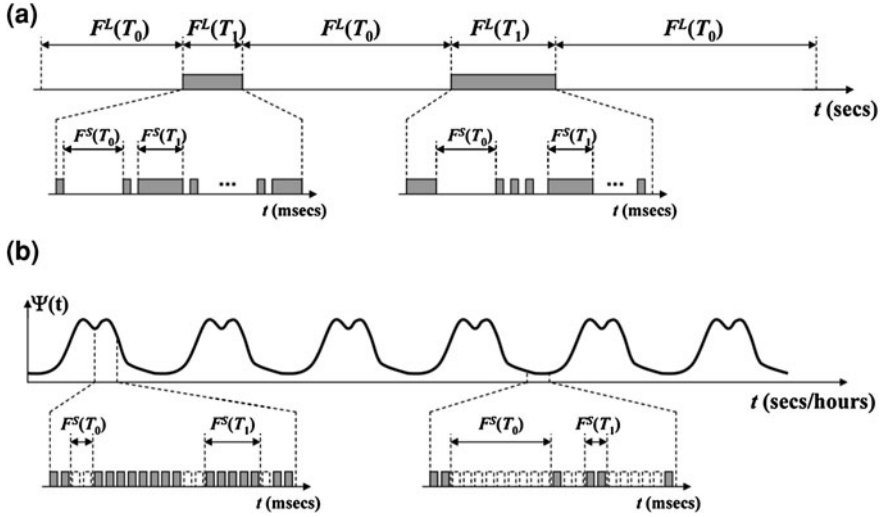 (a)
F^L(T_0) F^L(T_1) F^L(T_0) F^L(T_1) F^L(T_0)
t (secs)
F^S(T_0) F^S(T_1) F^S(T_0) F^S(T_1)
... ...
t (msecs) t (msecs)
(b)
Ψ(t)
t (secs/hours)
F^S(T_0) F^S(T_1) F^S(T_0) F^S(T_1)
t (msecs) t (msecs)